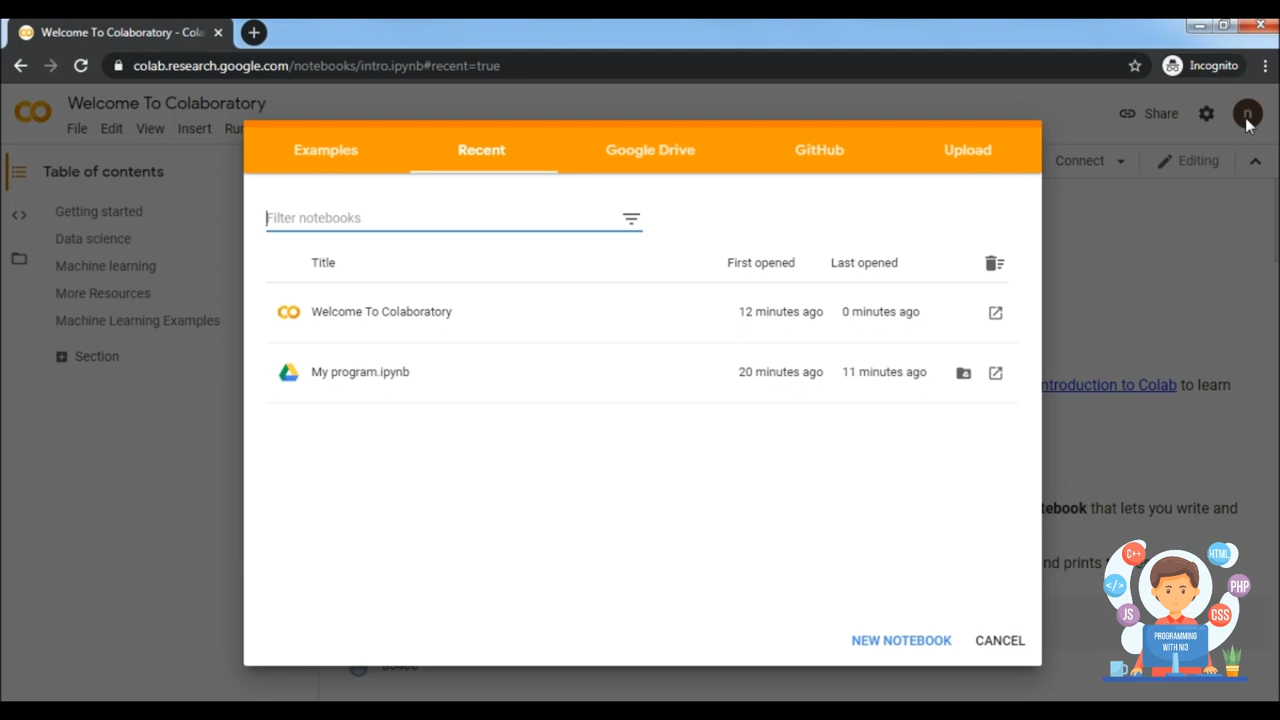 Welcome To Colaboratory - Cola
colab.research.google.com/notebooks/intro.ipynb#recent=true
Incognito
Welcome To Colaboratory
File Edit View Insert Ru
Share
n
Examples Recent Google Drive GitHub Upload
Connect
Editing
Table of contents
Getting started
Data science
Machine learning
More Resources
Machine Learning Examples
Section
Filter notebooks
Title First opened Last opened
Welcome To Colaboratory 12 minutes ago 0 minutes ago
My program.ipynb 20 minutes ago 11 minutes ago
ntroduction to Colab to learn
tebook that lets you write and
nd prints
NEW NOTEBOOK CANCEL
C++
HTML
</>
PHP
JS
CSS
PROGRAMMING
WITH NI3